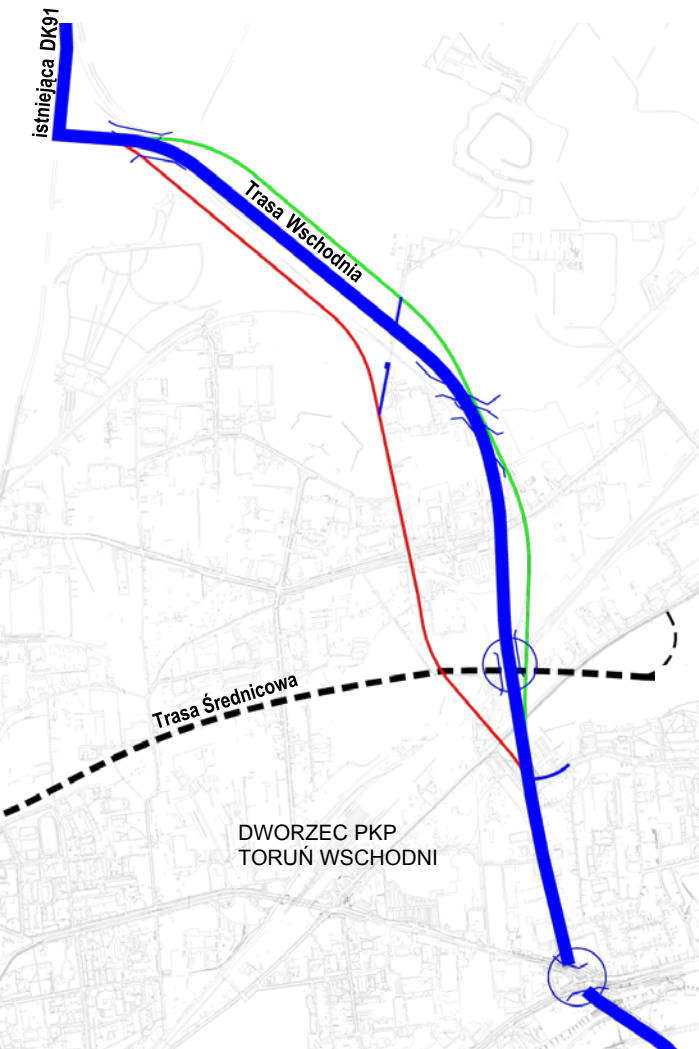 istniejąca DK91
Trasa Wschodnia
Trasa Średnicowa
DWORZEC PKP
TORUŃ WSCHODNI